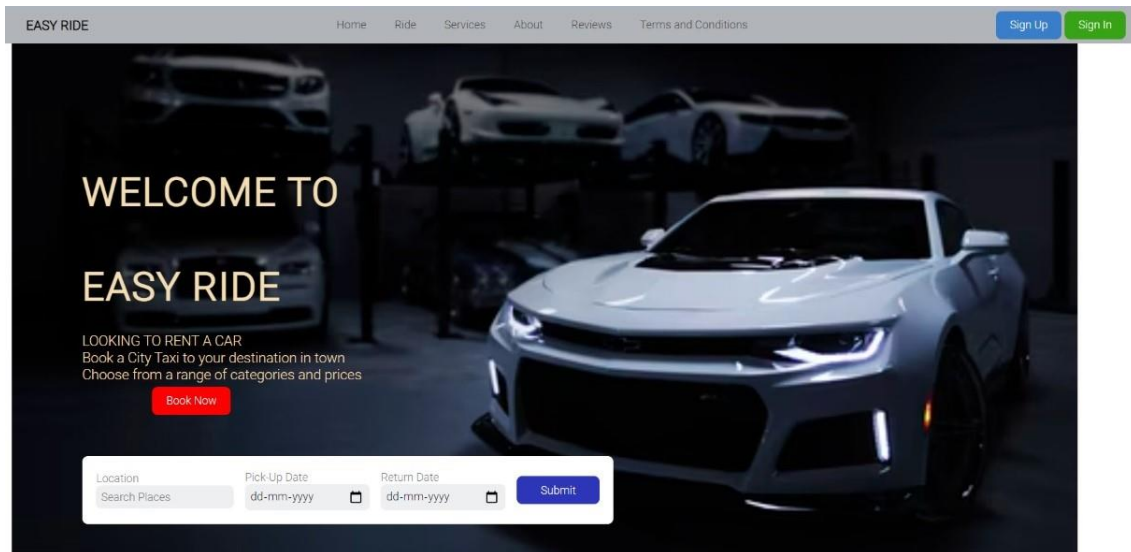 EASY RIDE
Home Ride Services About Reviews Terms and Conditions
Sign Up Sign In
WELCOME TO
EASY RIDE
LOOKING TO RENT A CAR
Book a City Taxi to your destination in town
Choose from a range of categories and prices
Book Now
Location Pick-Up Date Return Date
Search Places dd-mm-yyyy dd-mm-yyyy Submit